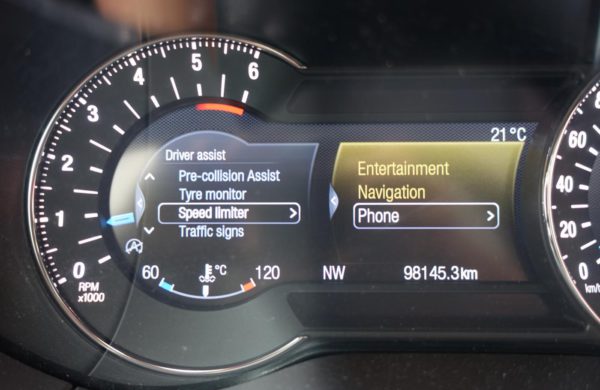 6
5
4
3
2
1
0
RPM
x1000
Driver assist
Pre-collision Assist
Tyre monitor
Speed limiter >
Traffic signs
60 °C 120
21°C
Entertainment
Navigation
Phone >
NW 98145.3km
80
60
40
20
0
km/h